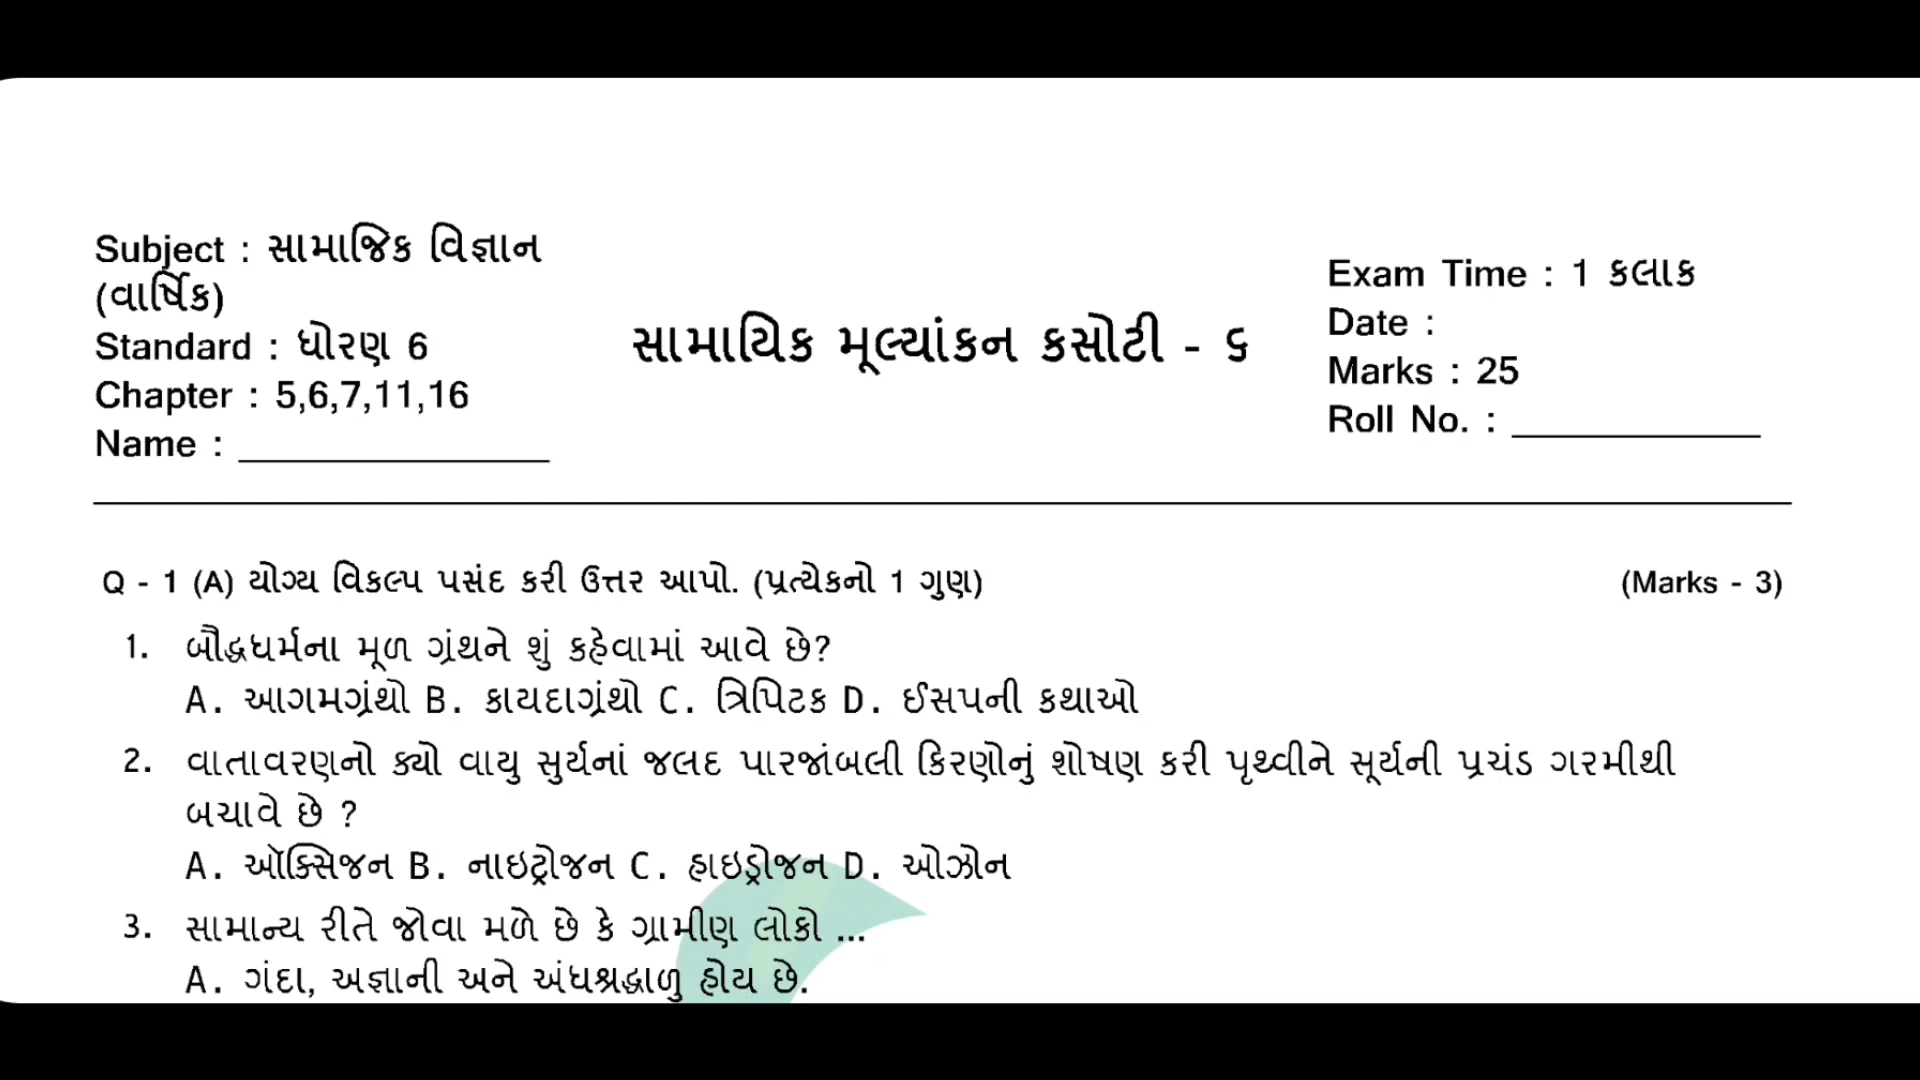 Subject : સામાજિક વિજ્ઞાન
(વાર્ષિક)
Standard : ધોરણ 6
Chapter : 5,6,7,11,16
Name : ________________
સામાયિક મૂલ્યાંકન કસોટી - ૬
Exam Time : 1 કલાક
Date :
Marks : 25
Roll No. : _____________
Q - 1 (A) યોગ્ય વિકલ્પ પસંદ કરી ઉત્તર આપો. (પ્રત્યેકનો 1 ગુણ) (Marks - 3)
1. બૌદ્ધધર્મના મૂળ ગ્રંથને શું કહેવામાં આવે છે?
A. આગમગ્રંથો B. કાયદાગ્રંથો C. ત્રિપિટક D. ઈસપની કથાઓ
2. વાતાવરણનો ક્યો વાયુ સુર્યનાં જલદ પારજાંબલી કિરણોનું શોષણ કરી પૃથ્વીને સૂર્યની પ્રચંડ ગરમીથી
બચાવે છે ?
A. ઑક્સિજન B. નાઇટ્રોજન C. હાઇડ્રોજન D. ઓઝોન
3. સામાન્ય રીતે જોવા મળે છે કે ગ્રામીણ લોકો ...
A. ગંદા, અજ્ઞાની અને અંધશ્રદ્ધાળુ હોય છે.